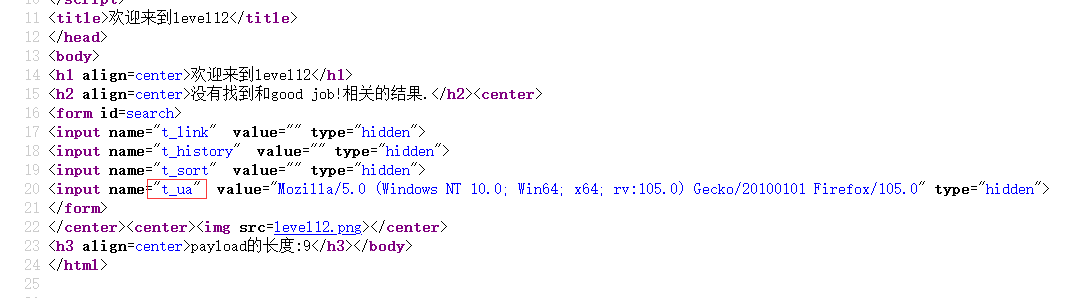 11 <title>欢迎来到level12</title>
12 </head>
13 <body>
14 <h1 align=center>欢迎来到level12</h1>
15 <h2 align=center>没有找到和good job!相关的结果.</h2><center>
16 <form id=search>
17 <input name="t_link"  value="" type="hidden">
18 <input name="t_history"  value="" type="hidden">
19 <input name="t_sort"  value="" type="hidden">
20 <input name="t_ua"  value="Mozilla/5.0 (Windows NT 10.0; Win64; x64; rv:105.0) Gecko/20100101 Firefox/105.0" type="hidden">
21 </form>
22 </center><center><img src=level12.png></center>
23 <h3 align=center>payload的长度:9</h3></body>
24 </html>
25